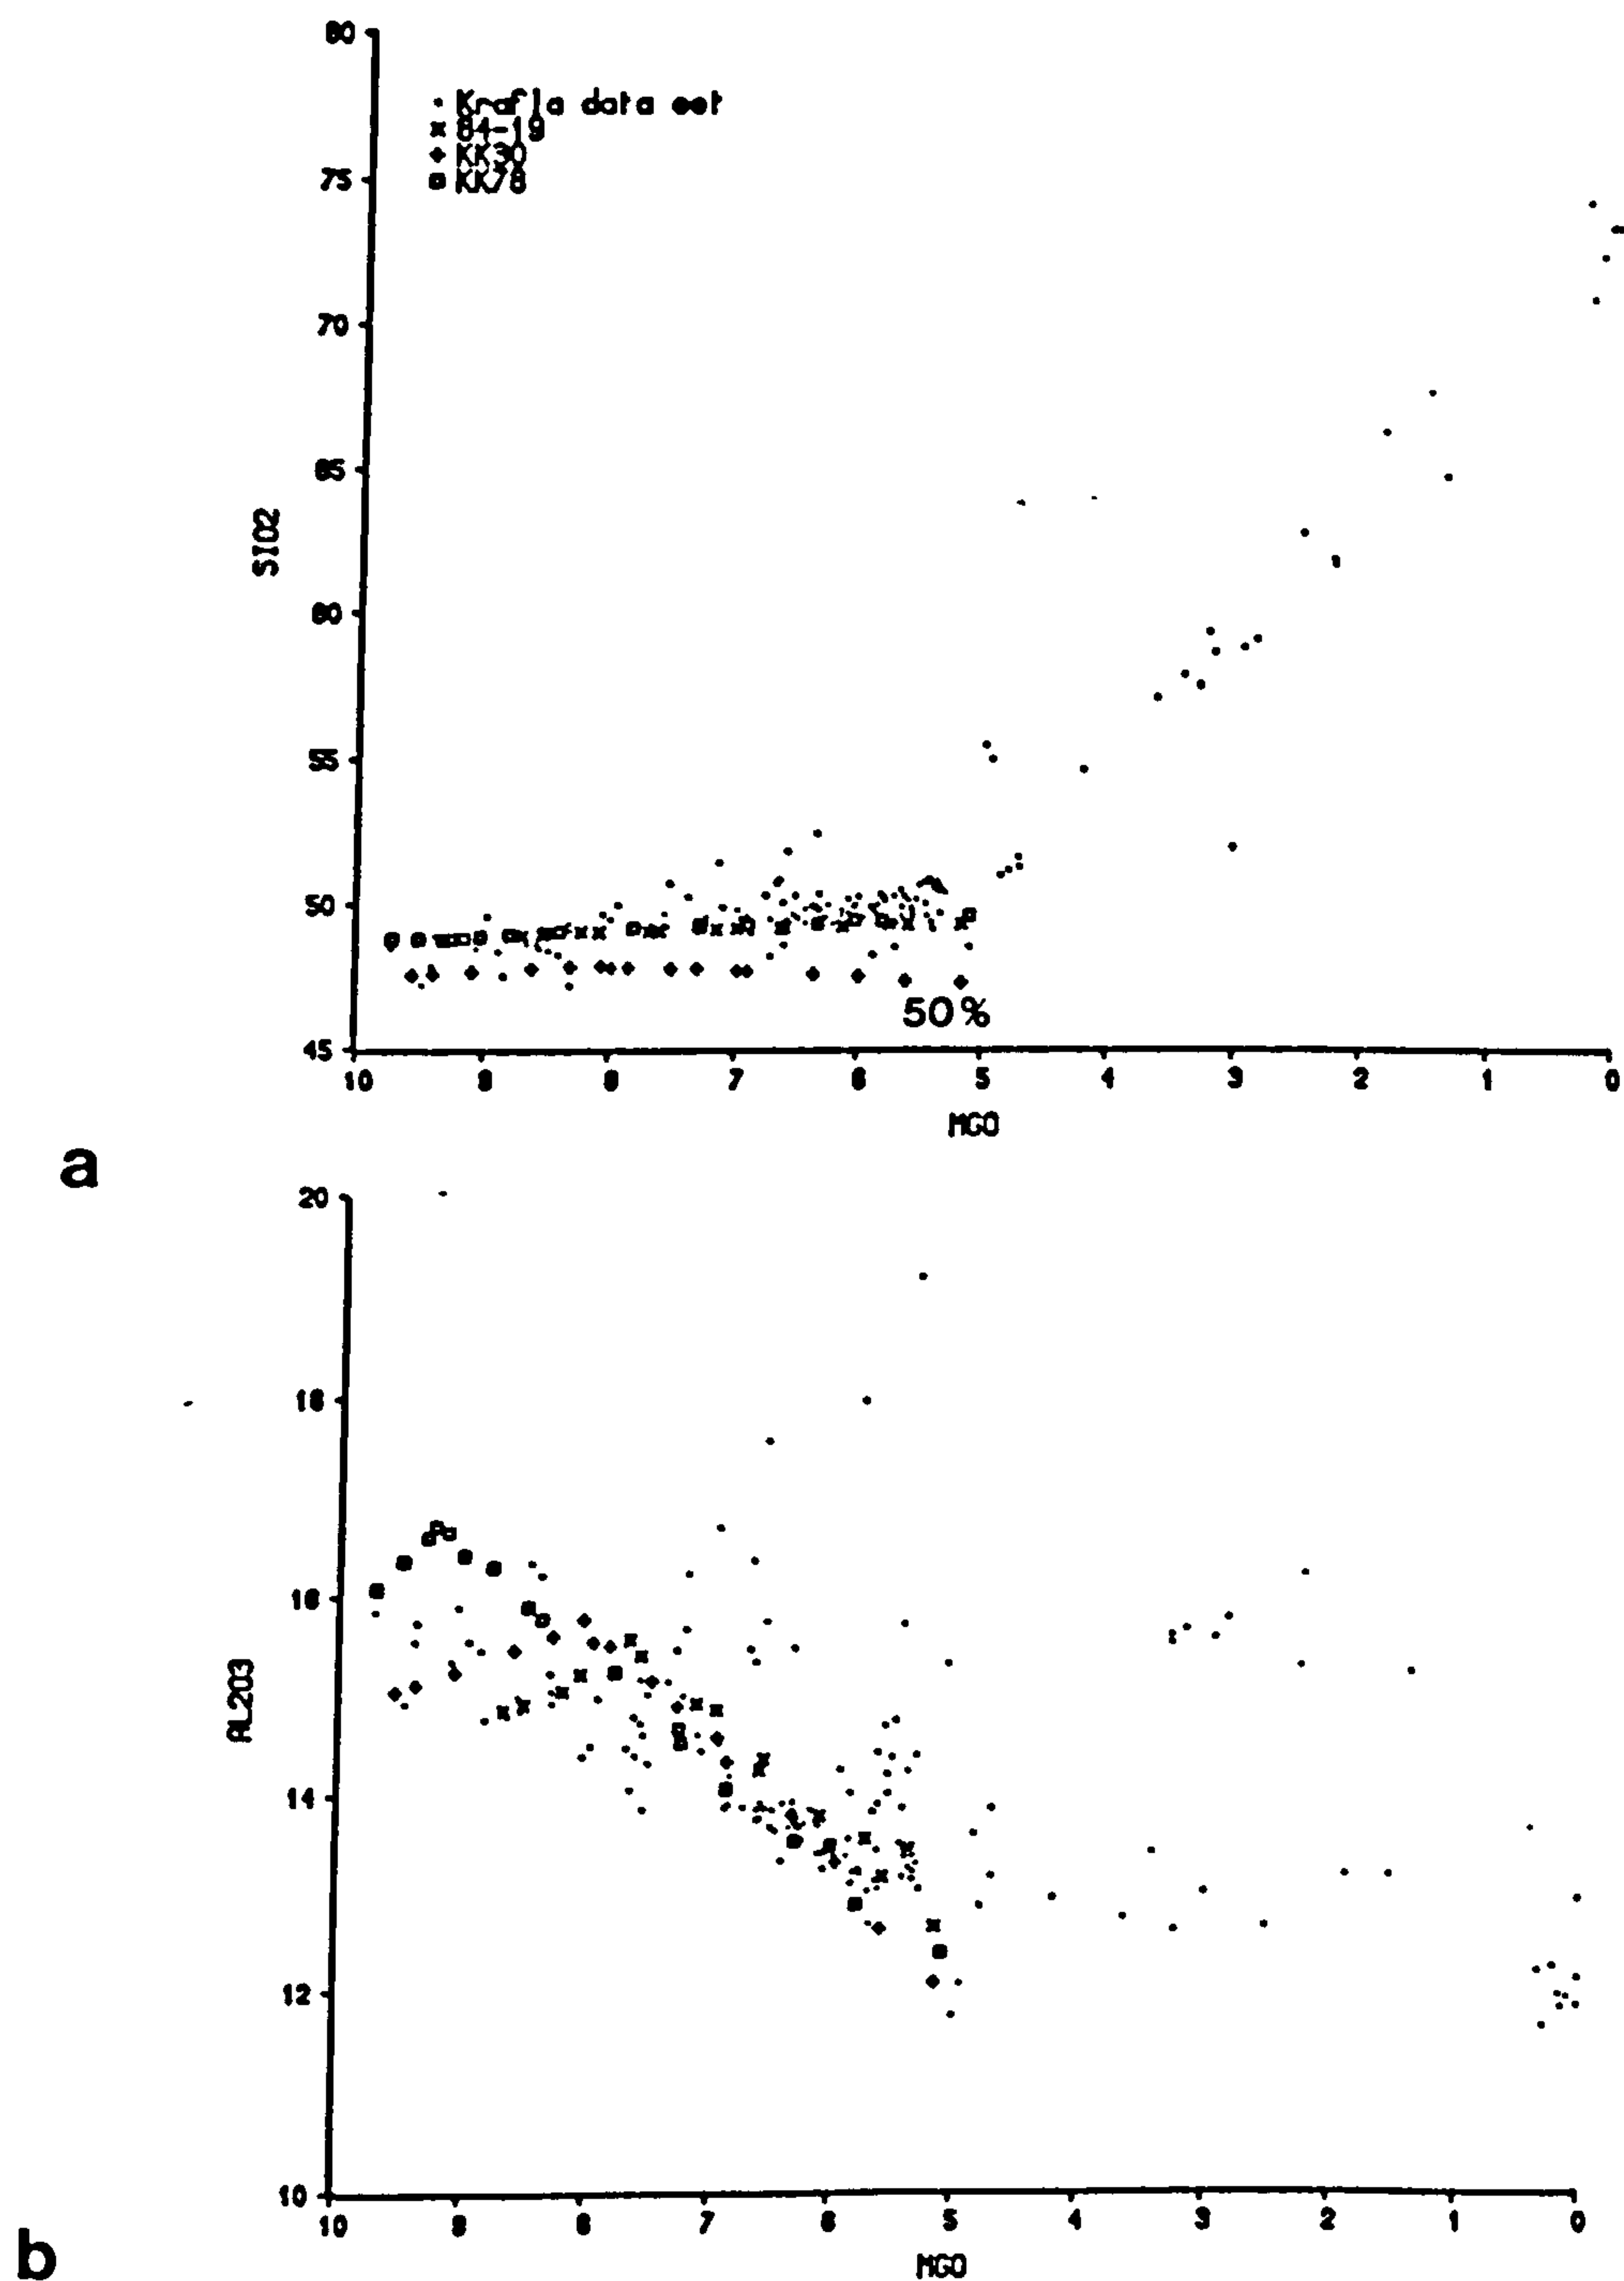 80
· Krafla data set
× 84-19
◆ KK30
▫ KK78
75
70
65
SIO2
60
55
50
50%
45
10 9 8 7 6 5 4 3 2 1 0
MGO
a
20
18
16
AL2O3
14
12
10
10 9 8 7 6 5 4 3 2 1 0
MGO
b